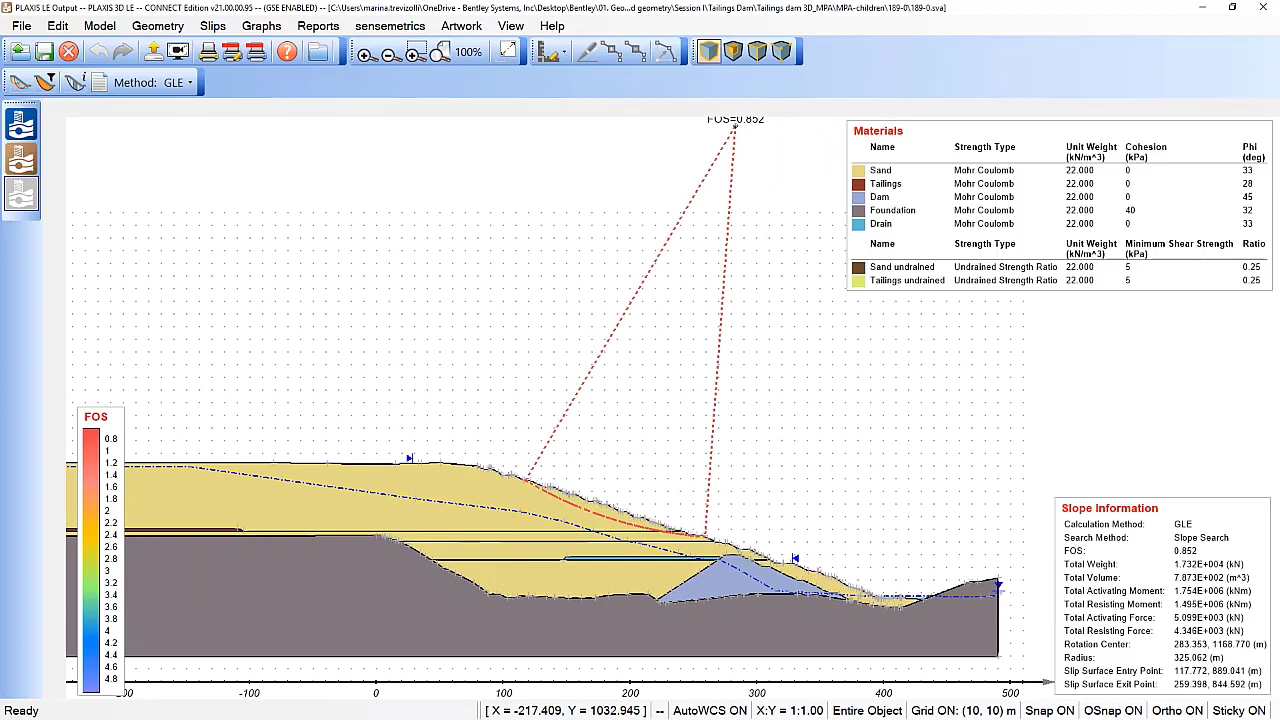 PLAXIS LE Output -- PLAXIS 3D LE -- CONNECT Edition v21.00.00.95 -- (GSE ENABLED) -- [C:\Users\marina.trevizolli\OneDrive - Bentley Systems, Inc\Desktop\Bentley\01. Geo...d geometry\Session I\Tailings Dam\Tailings dam 3D_MPA\MPA-children\189-0\189-0.sva]
File Edit Model Geometry Slips Graphs Reports sensemetrics Artwork View Help
100%
Method: GLE
FOS=0.852
Materials
Name Strength Type Unit Weight (kN/m^3) Cohesion (kPa) Phi (deg)
Sand Mohr Coulomb 22.000 0 33
Tailings Mohr Coulomb 22.000 0 28
Dam Mohr Coulomb 22.000 0 45
Foundation Mohr Coulomb 22.000 40 32
Drain Mohr Coulomb 22.000 0 33
Name Strength Type Unit Weight (kN/m^3) Minimum Shear Strength (kPa) Ratio
Sand undrained Undrained Strength Ratio 22.000 5 0.25
Tailings undrained Undrained Strength Ratio 22.000 5 0.25
FOS
0.8
1
1.2
1.4
1.6
1.8
2
2.2
2.4
2.6
2.8
3
3.2
3.4
3.6
3.8
4
4.2
4.4
4.6
4.8
Slope Information
Calculation Method: GLE
Search Method: Slope Search
FOS: 0.852
Total Weight: 1.732E+004 (kN)
Total Volume: 7.873E+002 (m^3)
Total Activating Moment: 1.754E+006 (kNm)
Total Resisting Moment: 1.495E+006 (kNm)
Total Activating Force: 5.099E+003 (kN)
Total Resisting Force: 4.346E+003 (kN)
Rotation Center: 283.353, 1168.770 (m)
Radius: 325.062 (m)
Slip Surface Entry Point: 117.772, 889.041 (m)
Slip Surface Exit Point: 259.398, 844.592 (m)
-100 0 100 200 300 400 500
Ready [ X = -217.409, Y = 1032.945 ] -- AutoWCS ON X:Y = 1:1.00 Entire Object Grid ON: (10, 10) m Snap ON OSnap ON Ortho ON Sticky ON